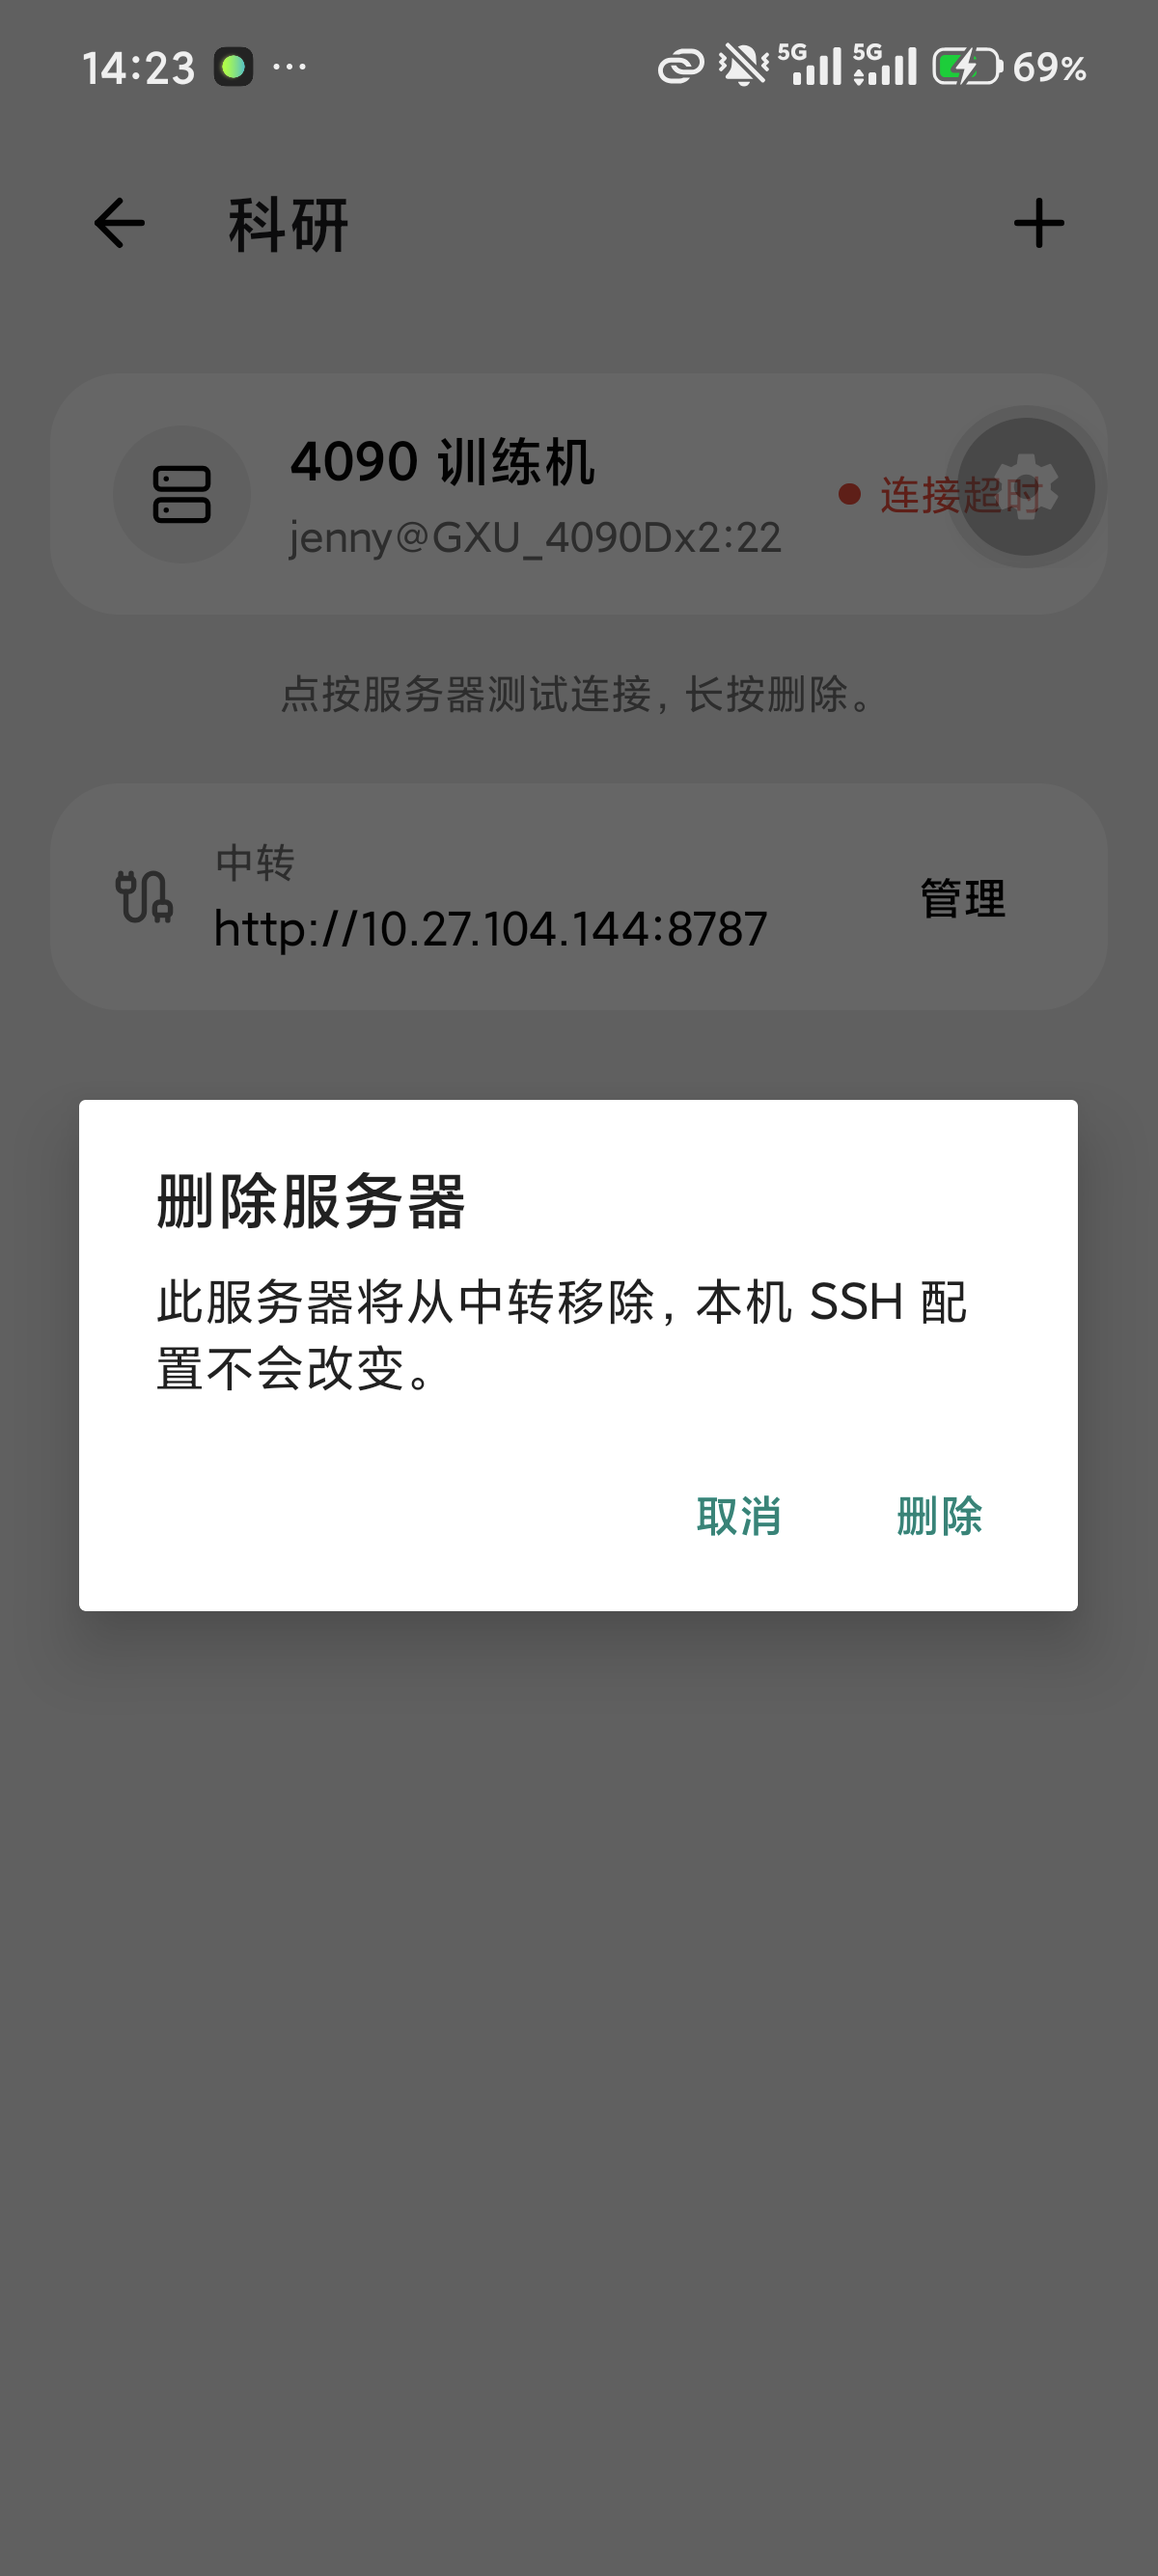 14:23 ... 5G 5G 69%
科研
4090 训练机
jenny@GXU_4090Dx2:22
连接超时
点按服务器测试连接，长按删除。
中转
http://10.27.104.144:8787
管理
删除服务器
此服务器将从中转移除，本机 SSH 配
置不会改变。
取消 删除